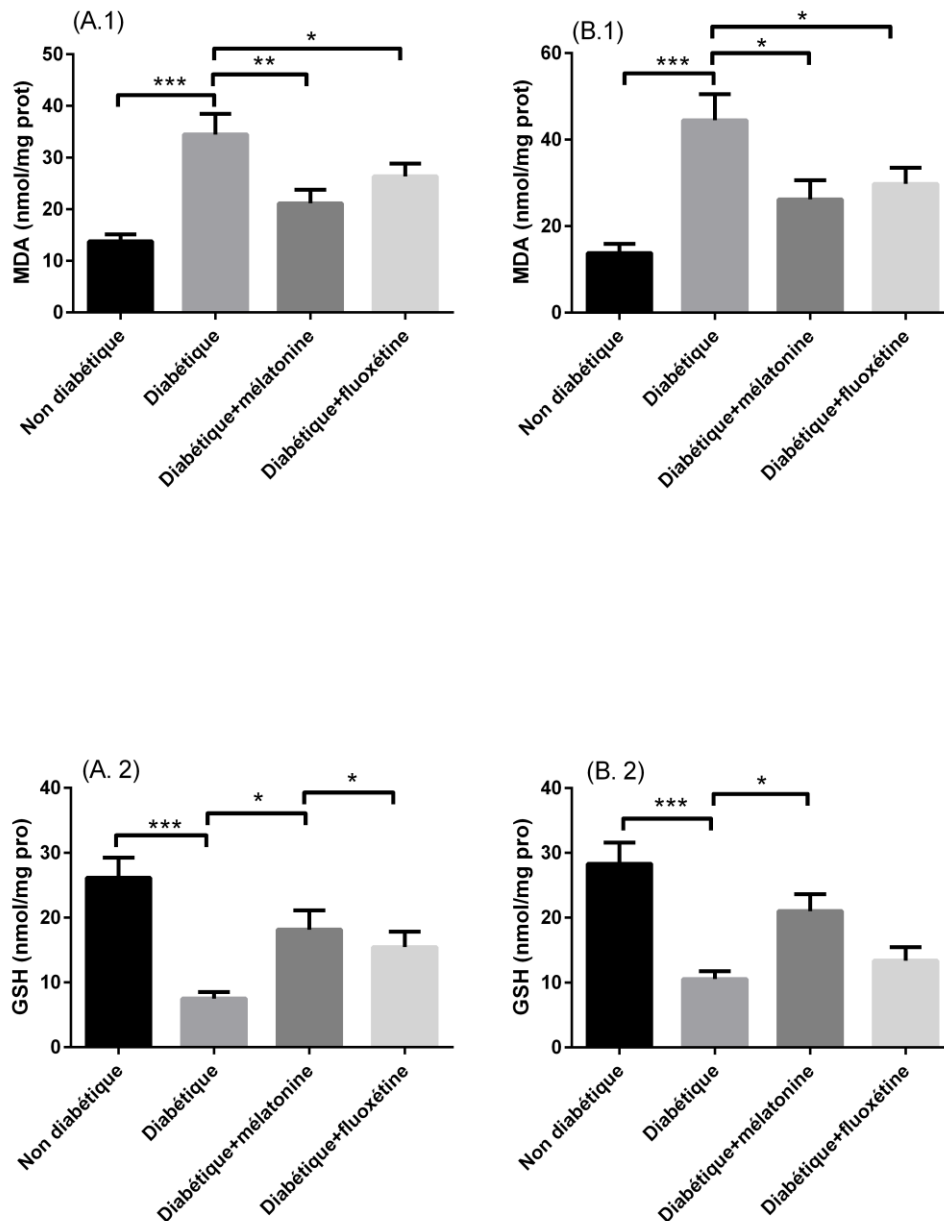 (A.1)
MDA (nmol/mg prot)
50
40
30
20
10
0
***
**
*
Non diabétique
Diabétique
Diabétique+mélatonine
Diabétique+fluoxétine
(B.1)
MDA (nmol/mg prot)
60
40
20
0
***
*
*
Non diabétique
Diabétique
Diabétique+mélatonine
Diabétique+fluoxétine
(A. 2)
GSH (nmol/mg pro)
40
30
20
10
0
***
*
*
Non diabétique
Diabétique
Diabétique+mélatonine
Diabétique+fluoxétine
(B. 2)
GSH (nmol/mg pro)
40
30
20
10
0
***
*
Non diabétique
Diabétique
Diabétique+mélatonine
Diabétique+fluoxétine